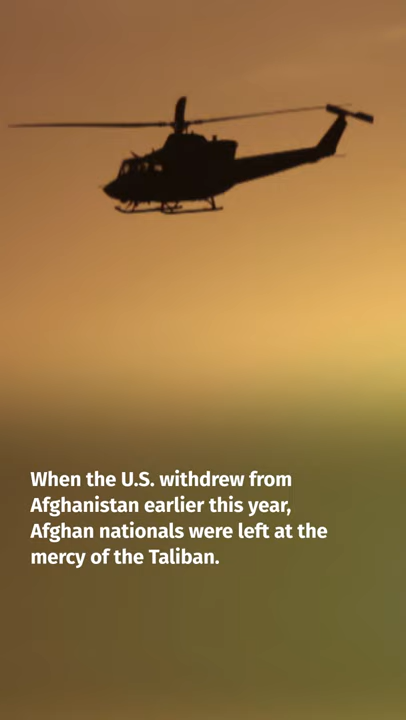 When the U.S. withdrew from
Afghanistan earlier this year,
Afghan nationals were left at the
mercy of the Taliban.